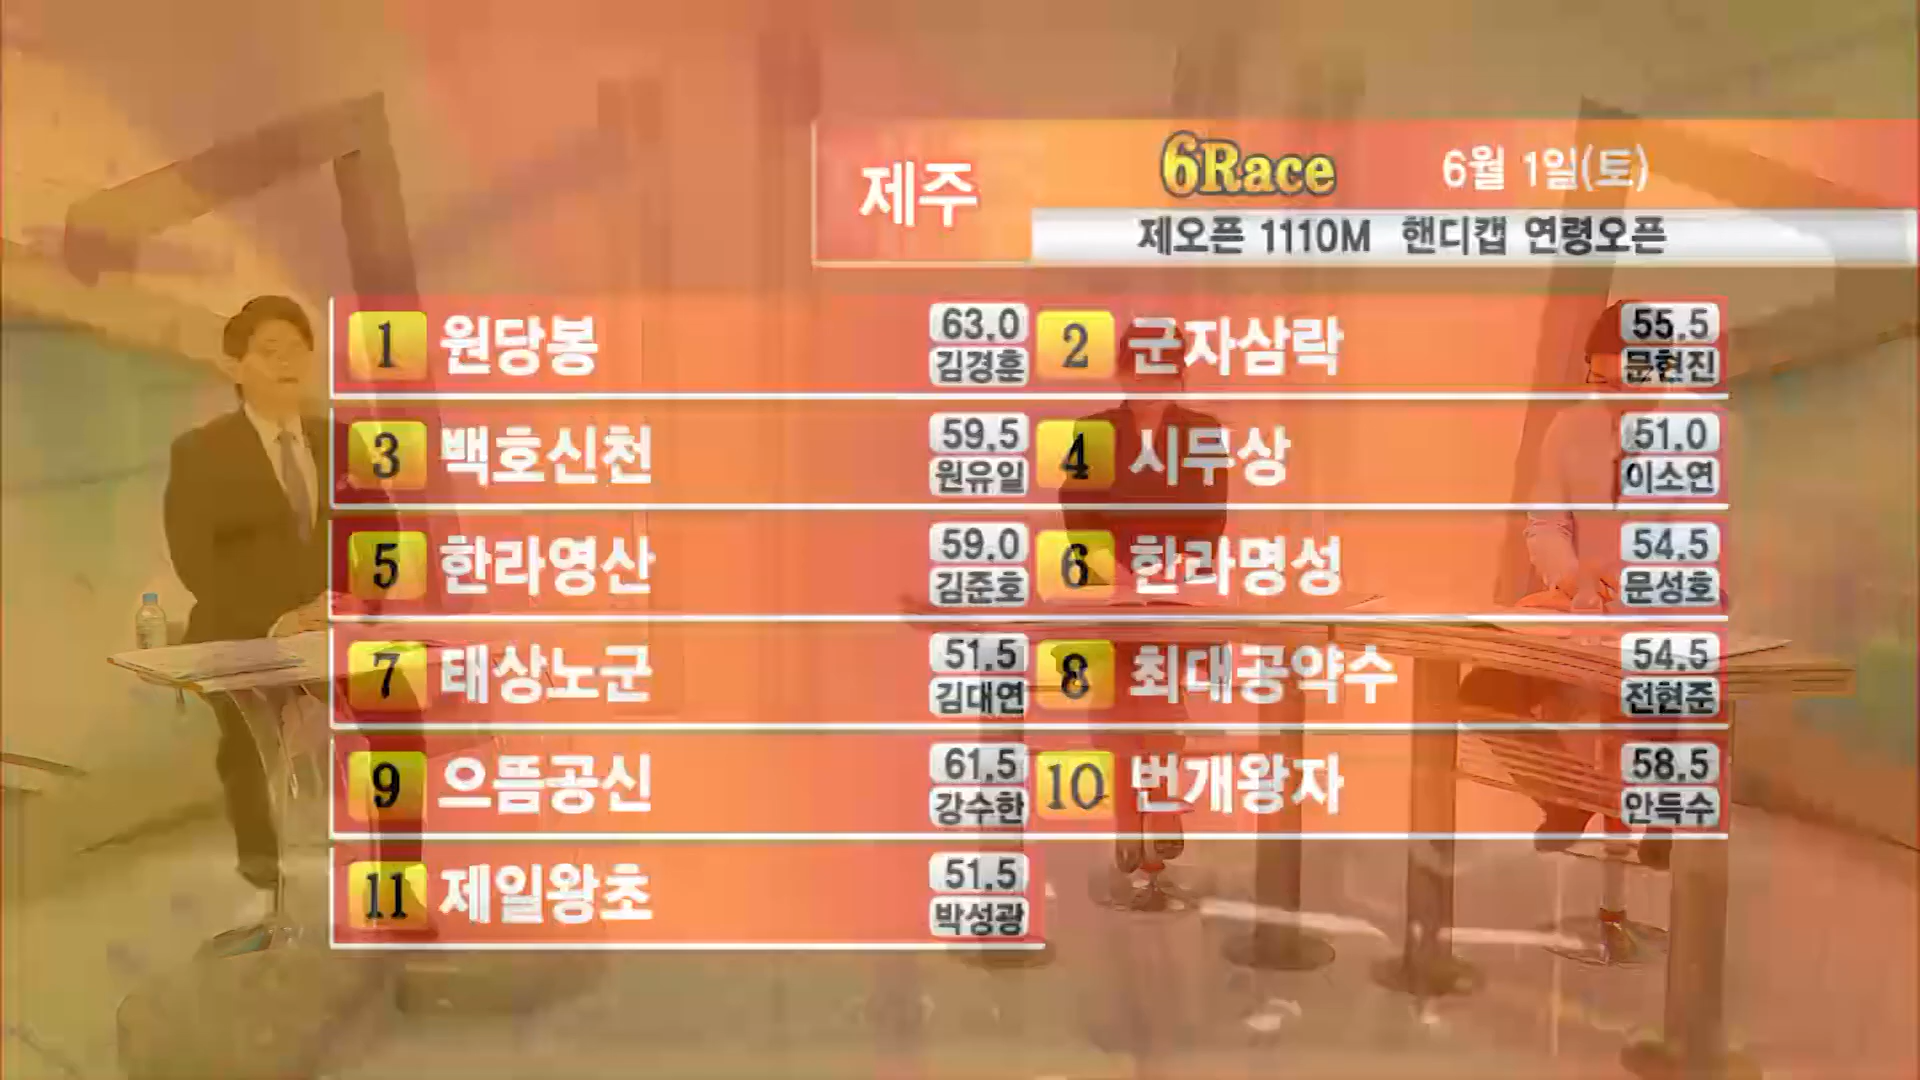 제주
6Race
6월 1일(토)
제오픈 1110M 핸디캡 연령오픈
1 원당봉 63.0 김경훈
2 군자삼락 55.5 문현진
3 백호신천 59.5 원유일
4 시두상 51.0 이소연
5 한라영산 59.0 김준호
6 한라명성 54.5 문성호
7 태상노군 51.5 김대연
8 최대공약수 54.5 전현준
9 으뜸공신 61.5 강수한
10 번개왕자 58.5 안득수
11 제일왕초 51.5 박성광